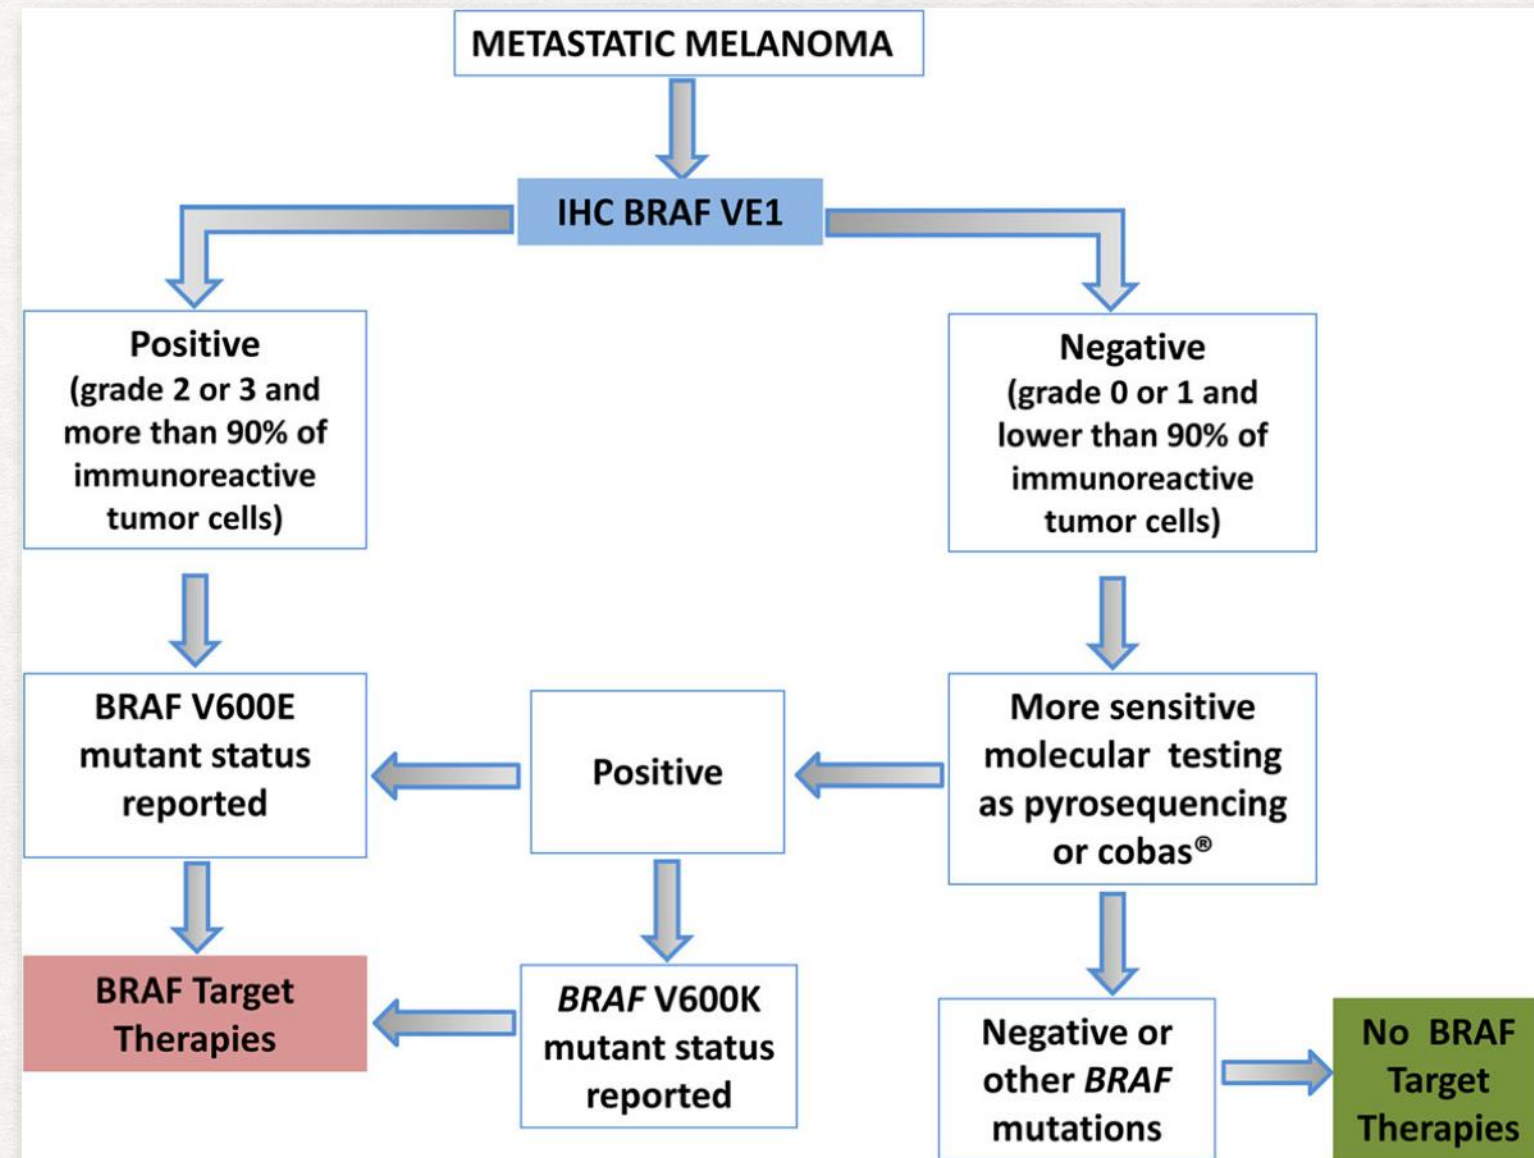 METASTATIC MELANOMA
IHC BRAF VE1
Positive
(grade 2 or 3 and
more than 90% of
immunoreactive
tumor cells)
Negative
(grade 0 or 1 and
lower than 90% of
immunoreactive
tumor cells)
BRAF V600E
mutant status
reported
Positive
More sensitive
molecular testing
as pyrosequencing
or cobas®
BRAF Target
Therapies
BRAF V600K
mutant status
reported
Negative or
other BRAF
mutations
No BRAF
Target
Therapies